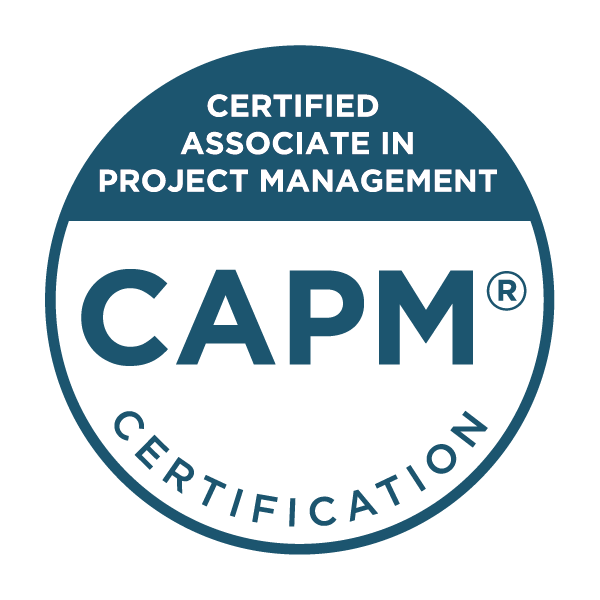 CERTIFIED
ASSOCIATE IN
PROJECT MANAGEMENT
CAPM®
CERTIFICATION